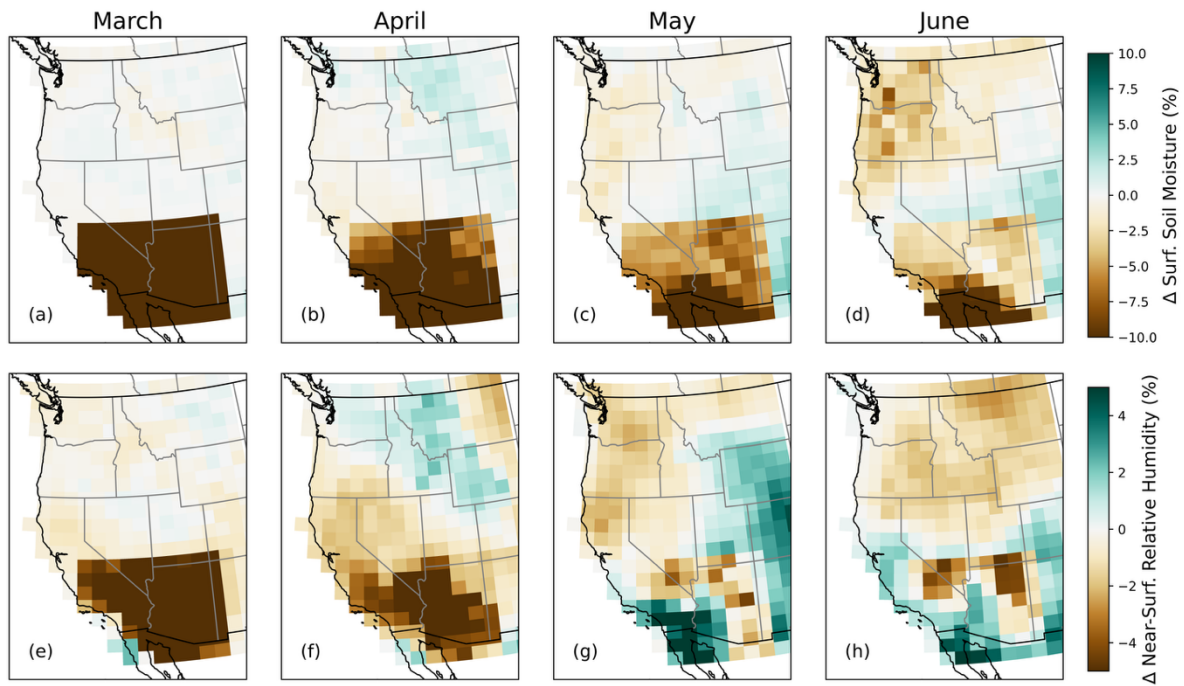 March April May June
(a) (b) (c) (d)
10.0
7.5
5.0
2.5
0.0
−2.5
−5.0
−7.5
−10.0
Δ Surf. Soil Moisture (%)
(e) (f) (g) (h)
4
2
0
−2
−4
Δ Near-Surf. Relative Humidity (%)